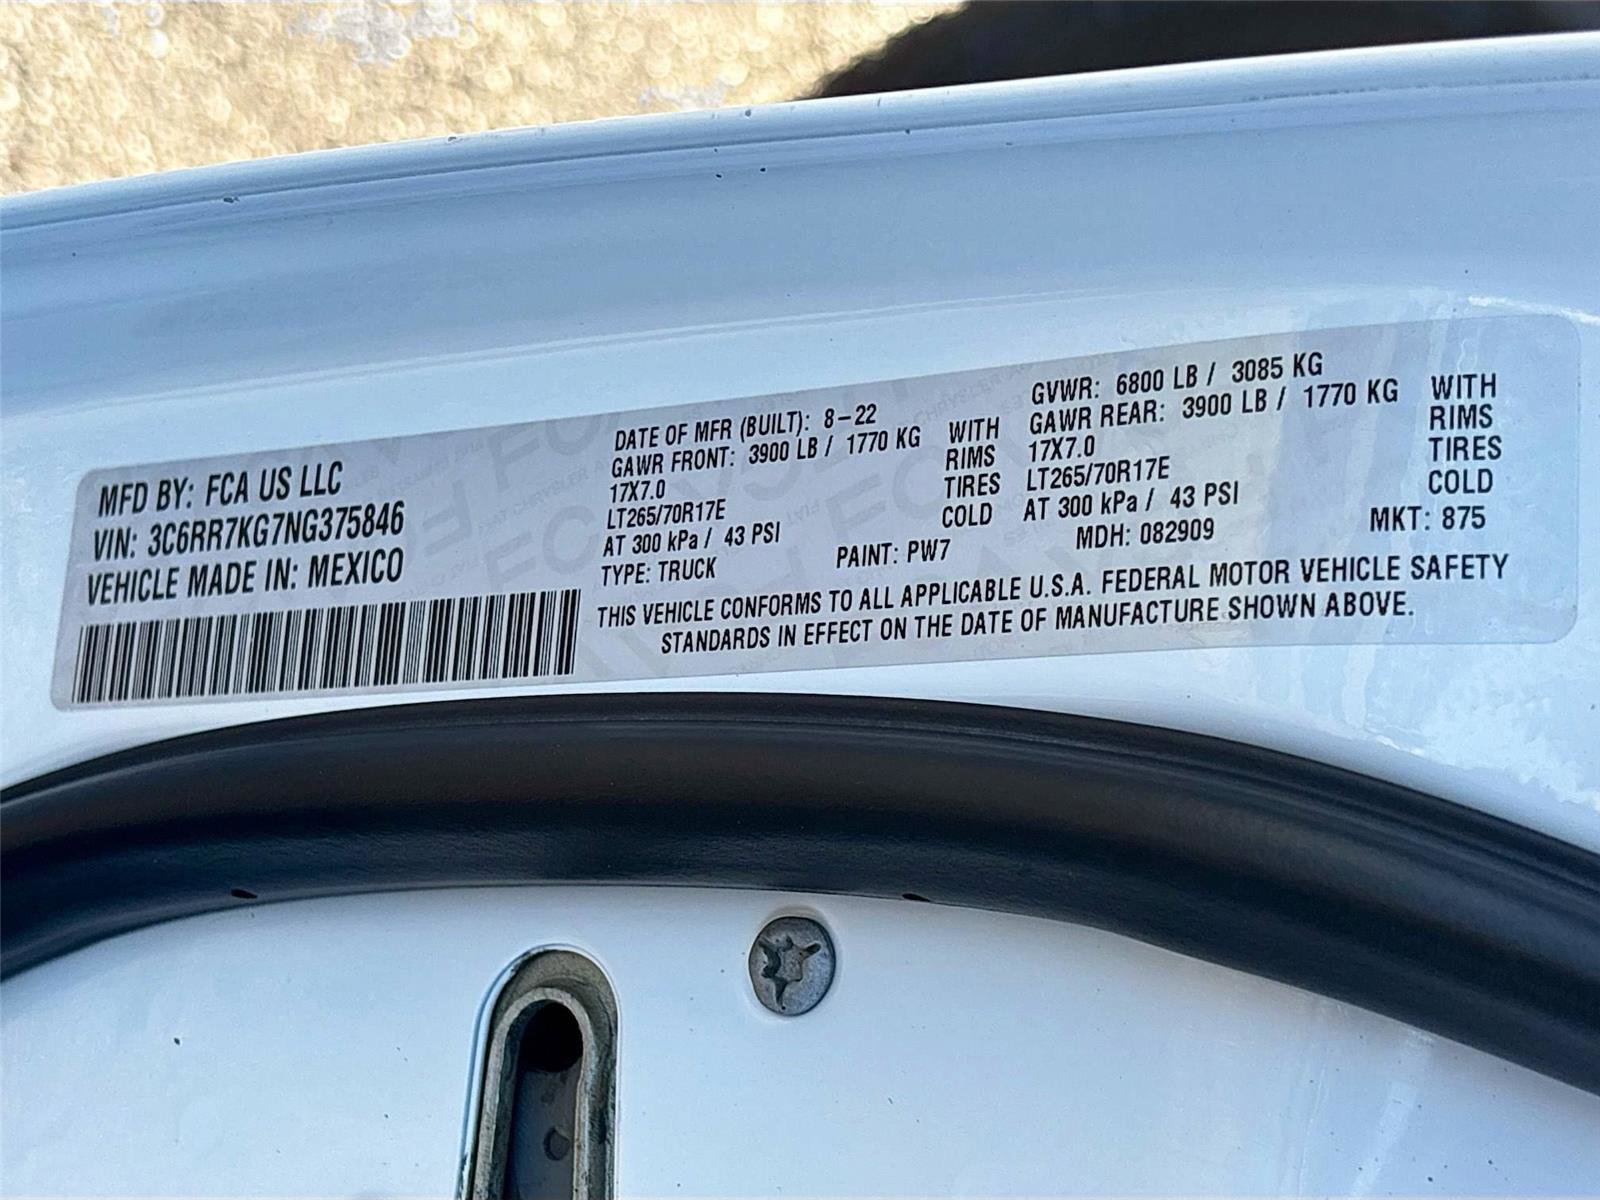 MFD BY: FCA US LLC
VIN: 3C6RR7KG7NG375846
VEHICLE MADE IN: MEXICO
DATE OF MFR (BUILT): 8-22
GAWR FRONT: 3900 LB / 1770 KG WITH
17X7.0 RIMS
LT265/70R17E TIRES
AT 300 kPa / 43 PSI COLD
TYPE: TRUCK PAINT: PW7
GVWR: 6800 LB / 3085 KG
GAWR REAR: 3900 LB / 1770 KG WITH
17X7.0 RIMS
LT265/70R17E TIRES
AT 300 kPa / 43 PSI COLD
MDH: 082909 MKT: 875
THIS VEHICLE CONFORMS TO ALL APPLICABLE U.S.A. FEDERAL MOTOR VEHICLE SAFETY
STANDARDS IN EFFECT ON THE DATE OF MANUFACTURE SHOWN ABOVE.